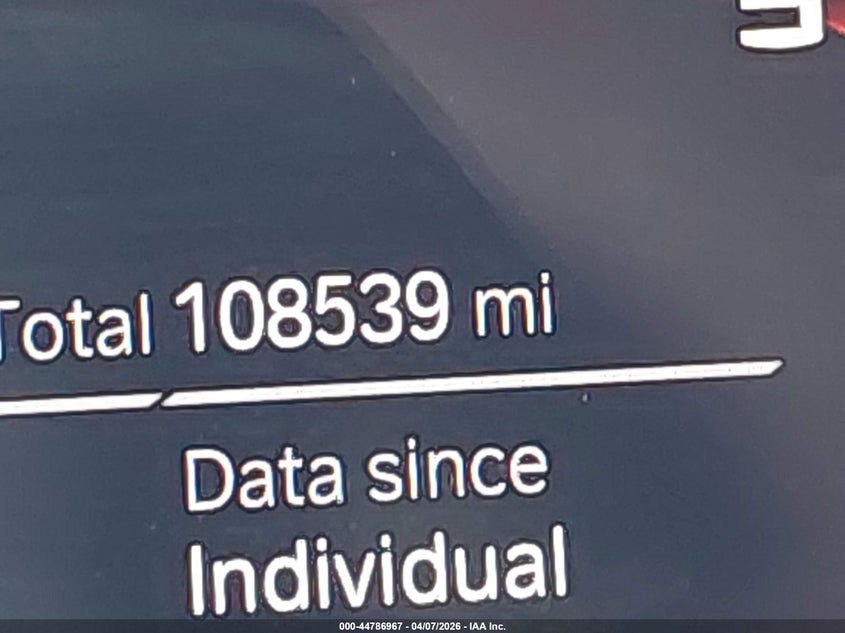 Total 108539 mi
Data since
Individual
000-44786967 - 04/07/2026 - IAA Inc.